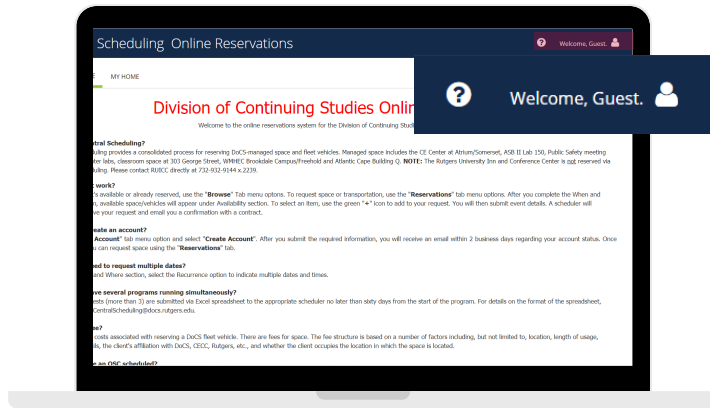 Scheduling Online Reservations
Welcome, Guest.
? Welcome, Guest.
MY HOME
Division of Continuing Studies
Welcome to the online reservations system for the Division of Continuing
Scheduling?
provides a consolidated process for reserving DoCS-managed space and fleet vehicles. Managed space includes the CE Center at Atrium/Somerset, ASB II Lab 150, Public Safety meeting
labs, classroom space at 303 George Street, WMHEC Brookdale Campus/Freehold and Atlantic Cape Building Q. NOTE: The Rutgers University Inn and Conference Center is not reserved via
Please contact RUICC directly at 732-932-9144 x 2239.
work?
available or already reserved, use the "Browse" Tab menu options. To request space or transportation, use the "Reservations" tab menu options. After you complete the When and
available space/vehicles will appear under Availability section. To select an item, use the green "+" icon to add to your request. You will then submit event details. A scheduler will
your request and email you a confirmation with a contract.
an account?
Account" tab menu option and select "Create Account". After you submit the required information, you will receive an email within 2 business days regarding your account status. Once
can request space using the "Reservations" tab.
to request multiple dates?
and Where section, select the Recurrence option to indicate multiple dates and times.
several programs running simultaneously?
(more than 3) are submitted via Excel spreadsheet to the appropriate scheduler no later than sixty days from the start of the program. For details on the format of the spreadsheet,
CentralScheduling@docs.rutgers.edu.
costs associated with reserving a DoCS fleet vehicle. There are fees for space. The fee structure is based on a number of factors including, but not limited to, location, length of usage,
the client's affiliation with DoCS, CECC, Rutgers, etc., and whether the client occupies the location in which the space is located.
an OSC scheduled?